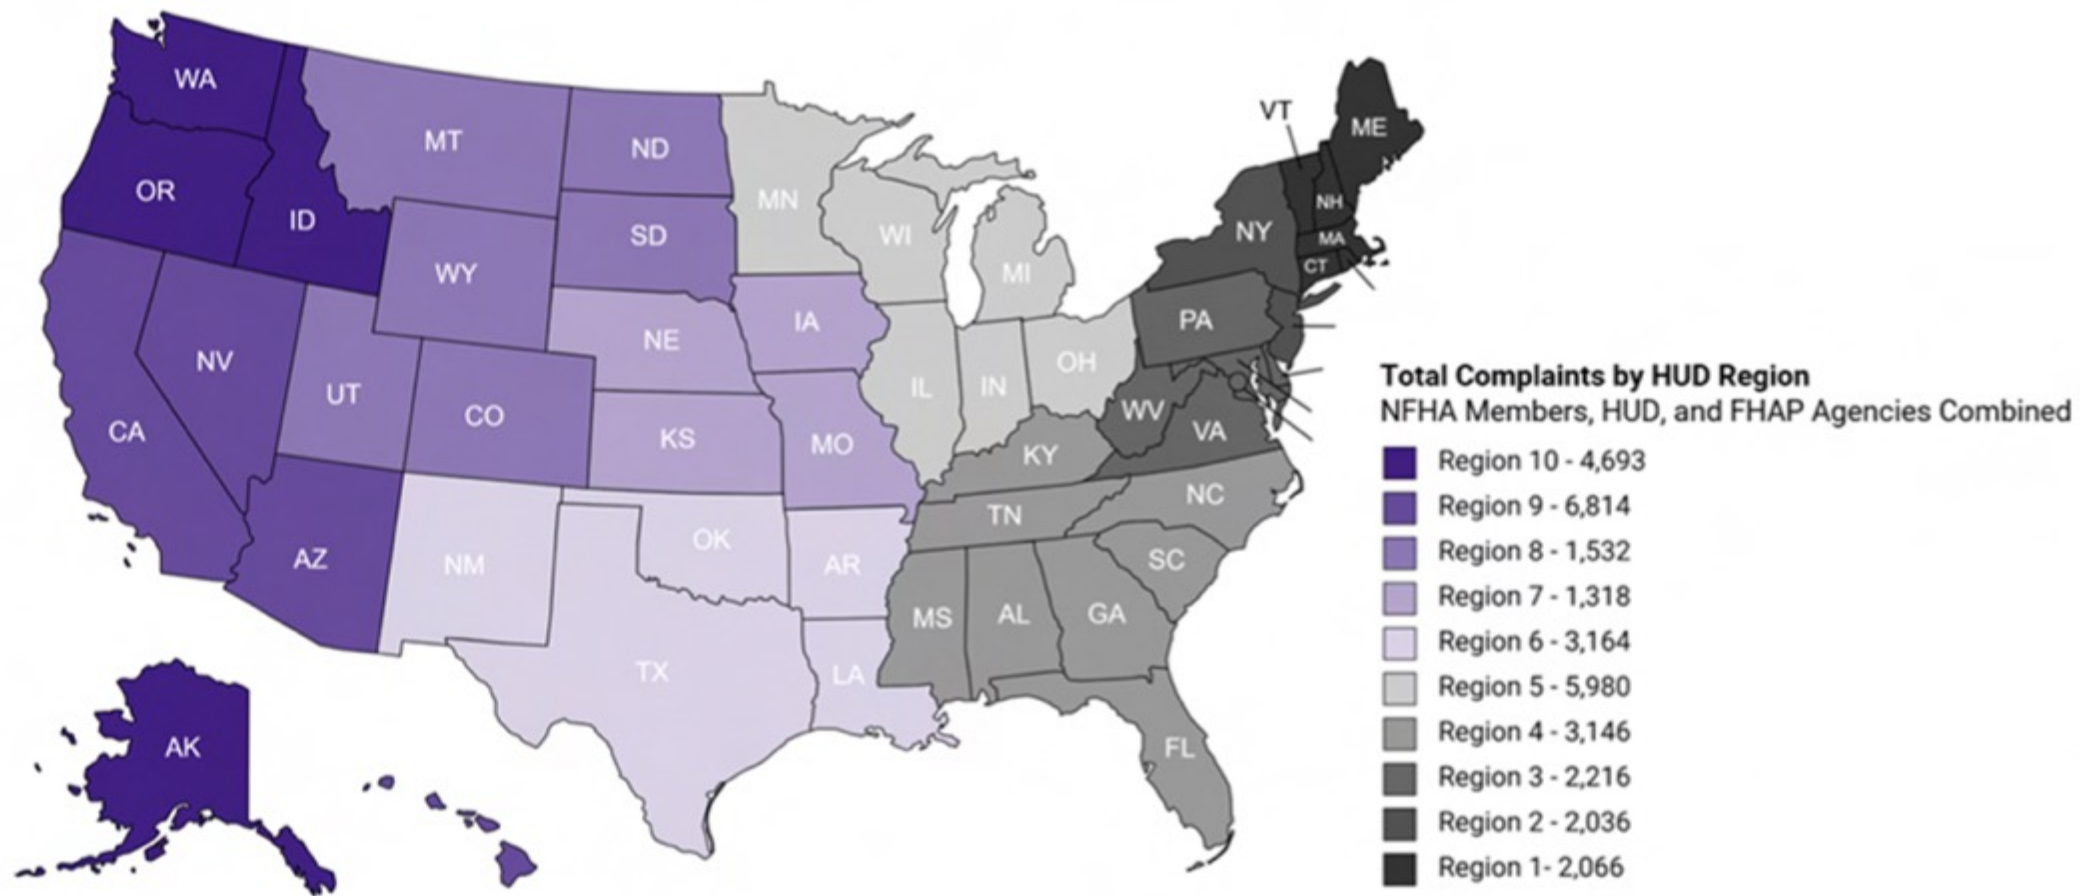 WA
OR
ID
MT
WY
ND
SD
MN
WI
MI
VT
ME
NH
NY
MA
CT
CA
NV
UT
CO
NE
KS
IA
MO
IL
IN
OH
PA
WV
VA
KY
TN
NC
SC
AZ
NM
OK
AR
TX
LA
MS
AL
GA
FL
AK
Total Complaints by HUD Region
NFHA Members, HUD, and FHAP Agencies Combined
Region 10 - 4,693
Region 9 - 6,814
Region 8 - 1,532
Region 7 - 1,318
Region 6 - 3,164
Region 5 - 5,980
Region 4 - 3,146
Region 3 - 2,216
Region 2 - 2,036
Region 1- 2,066